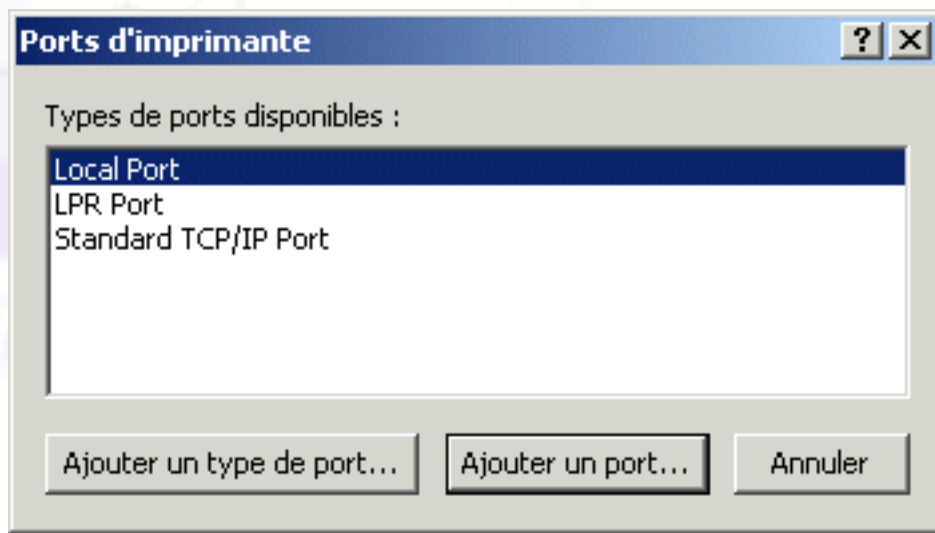 Ports d'imprimante
Types de ports disponibles :
Local Port
LPR Port
Standard TCP/IP Port
Ajouter un type de port... Ajouter un port... Annuler